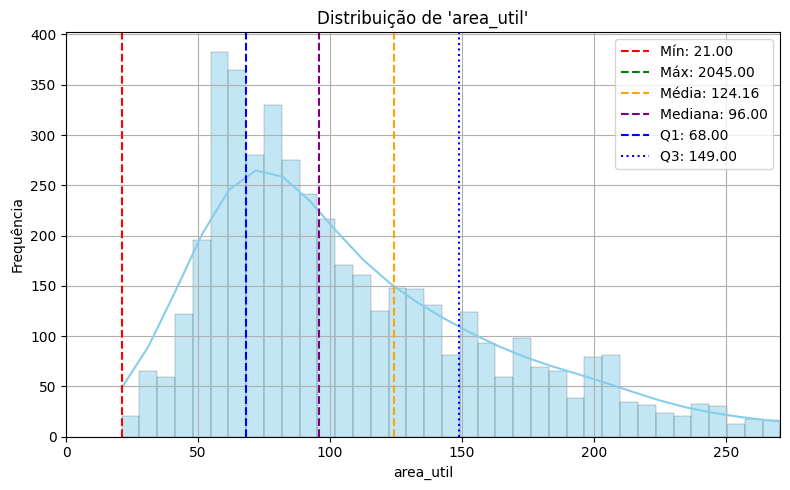 Distribuição de 'area_util'
Mín: 21.00
Máx: 2045.00
Média: 124.16
Mediana: 96.00
Q1: 68.00
Q3: 149.00
Frequência
400
350
300
250
200
150
100
50
0
0 50 100 150 200 250
area_util